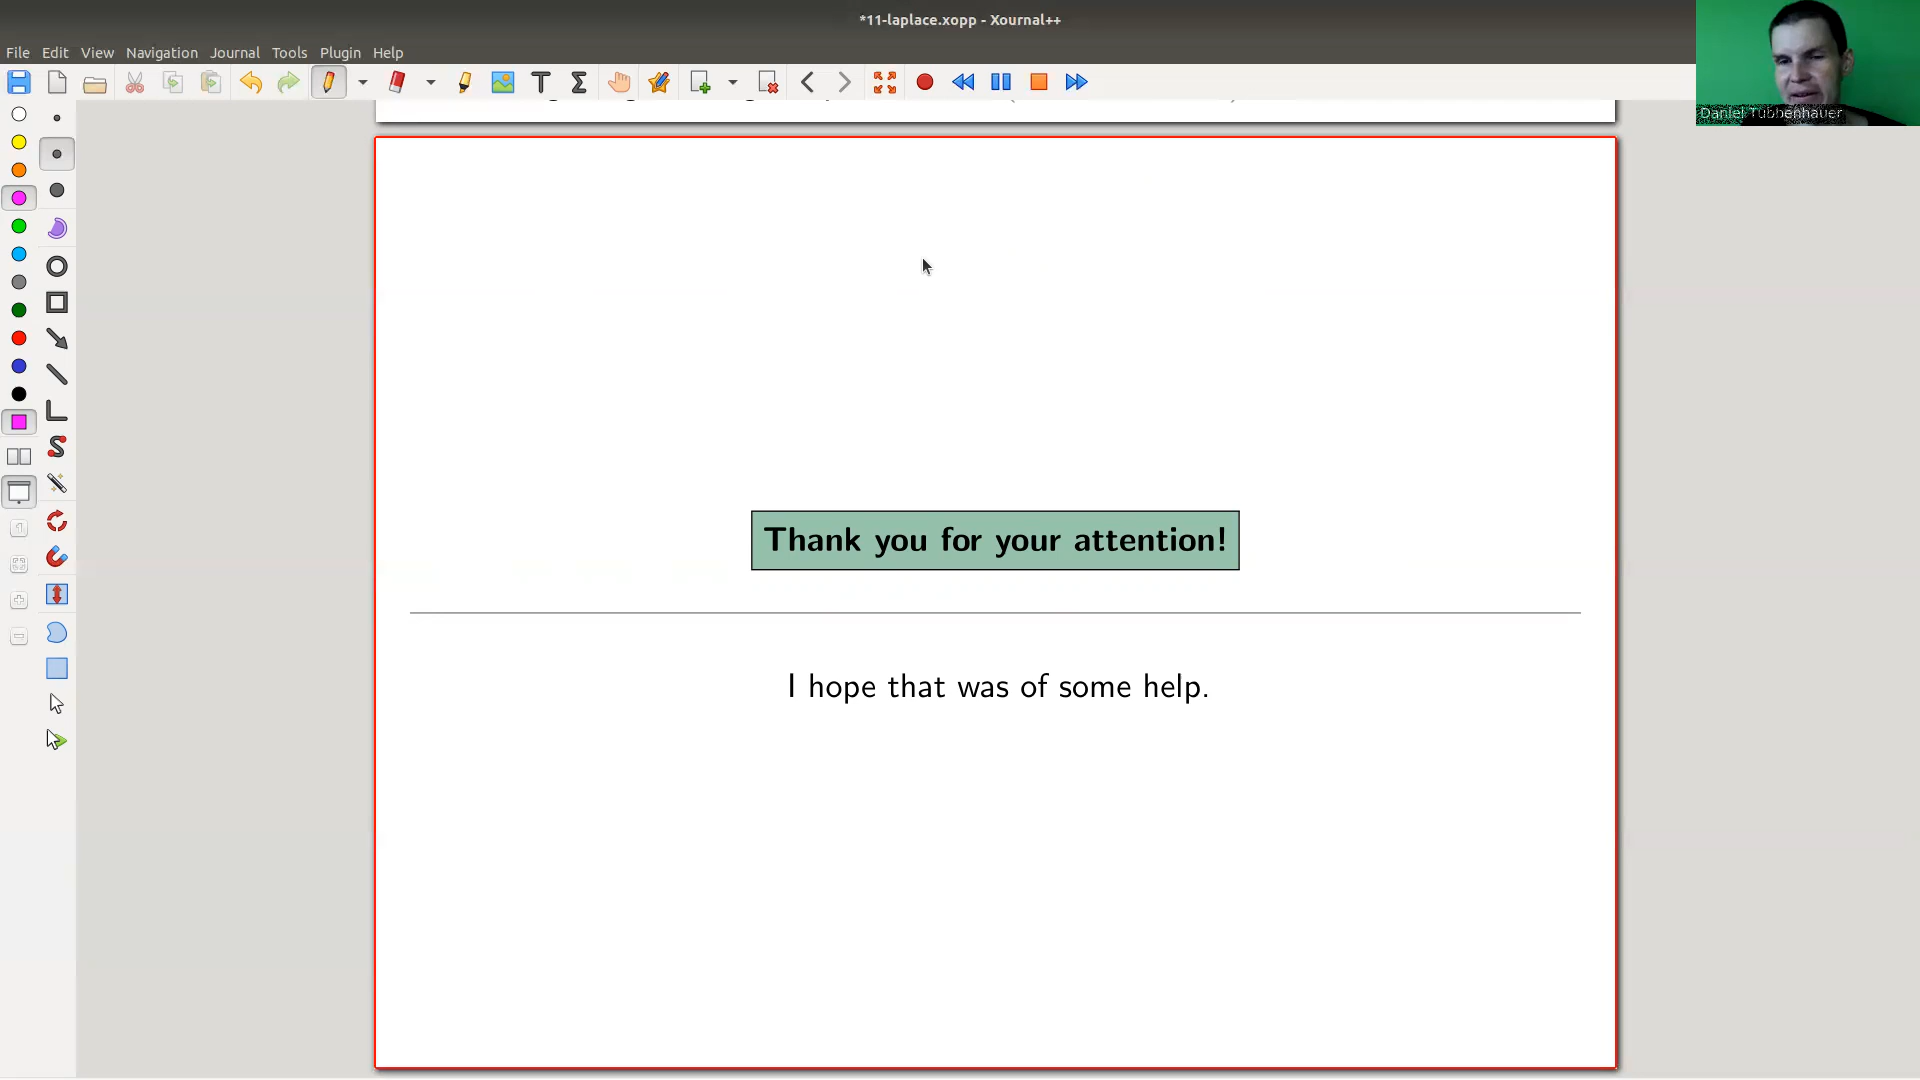 *11-laplace.xopp - Xournal++
File Edit View Navigation Journal Tools Plugin Help
Daniel Tubbenhauer
Thank you for your attention!
I hope that was of some help.